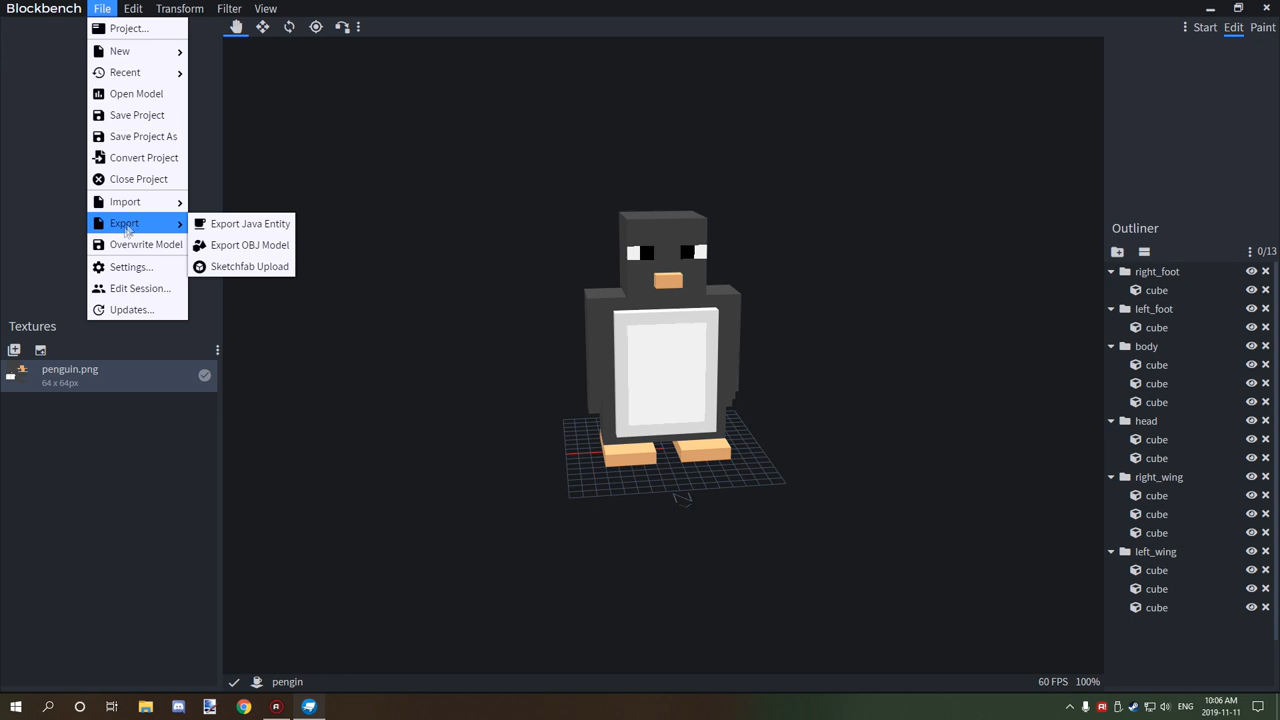 Blockbench File Edit Transform Filter View
Start Edit Paint
Project...
New
Recent
Open Model
Save Project
Save Project As
Convert Project
Close Project
Import
Export
Export Java Entity
Overwrite Model
Export OBJ Model
Settings...
Sketchfab Upload
Edit Session...
Updates...
Textures
penguin.png
64 x 64px
Outliner
0/13
right_foot
cube
left_foot
cube
body
cube
cube
cube
head
cube
cube
right_wing
cube
cube
cube
left_wing
cube
cube
cube
pengin
60 FPS 100%
10:06 AM
2019-11-11